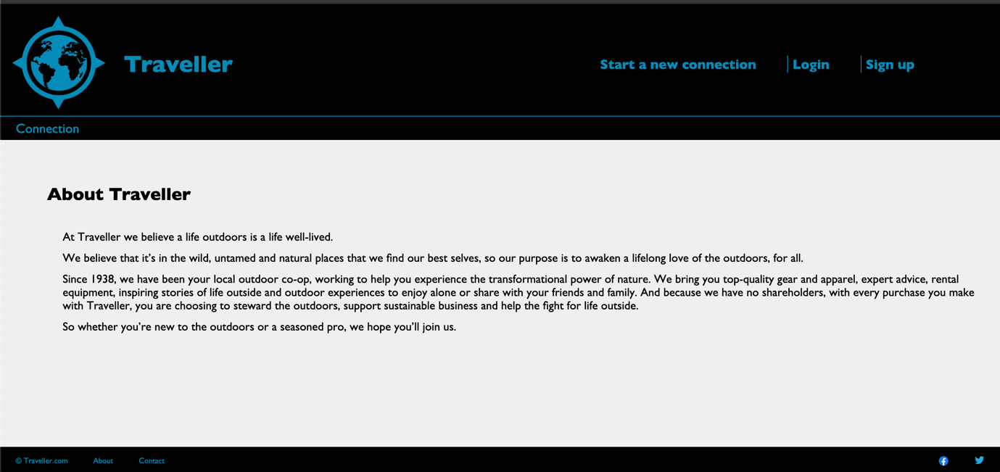 Traveller
Start a new connection
Login
Sign up
Connection
About Traveller
At Traveller we believe a life outdoors is a life well-lived.
We believe that it’s in the wild, untamed and natural places that we find our best selves, so our purpose is to awaken a lifelong love of the outdoors, for all.
Since 1938, we have been your local outdoor co-op, working to help you experience the transformational power of nature. We bring you top-quality gear and apparel, expert advice, rental
equipment, inspiring stories of life outside and outdoor experiences to enjoy alone or share with your friends and family. And because we have no shareholders, with every purchase you make
with Traveller, you are choosing to steward the outdoors, support sustainable business and help the fight for life outside.
So whether you’re new to the outdoors or a seasoned pro, we hope you’ll join us.
© Traveller.com
About
Contact